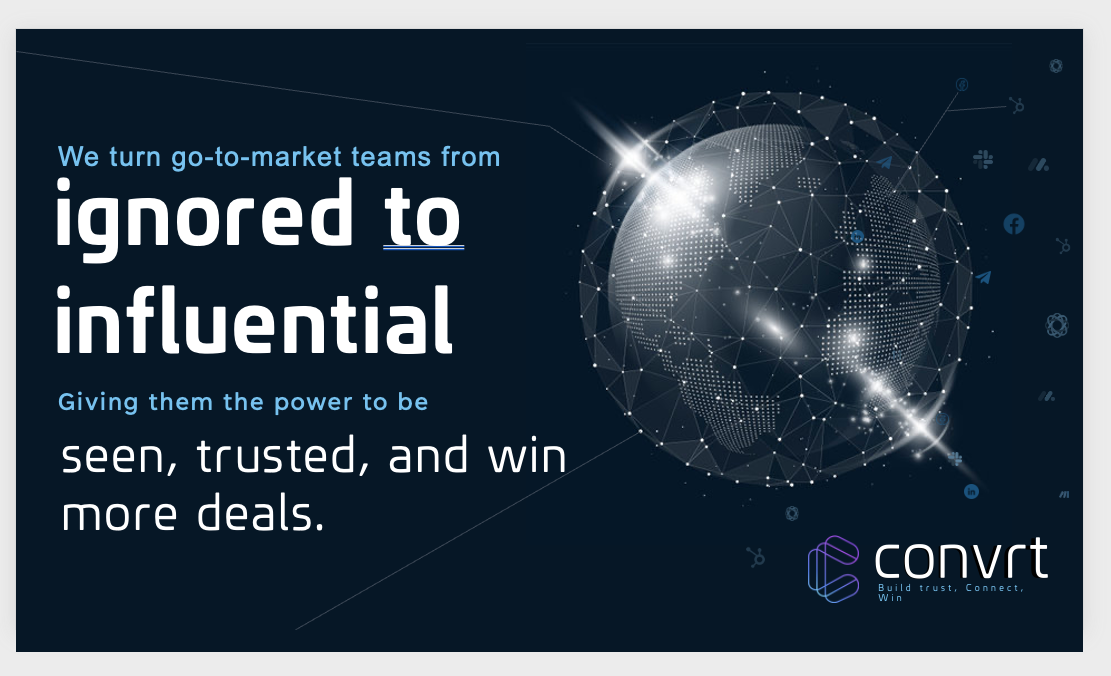 We turn go-to-market teams from
ignored to
influential
Giving them the power to be
seen, trusted, and win
more deals.
convrt
Build trust, Connect,
Win